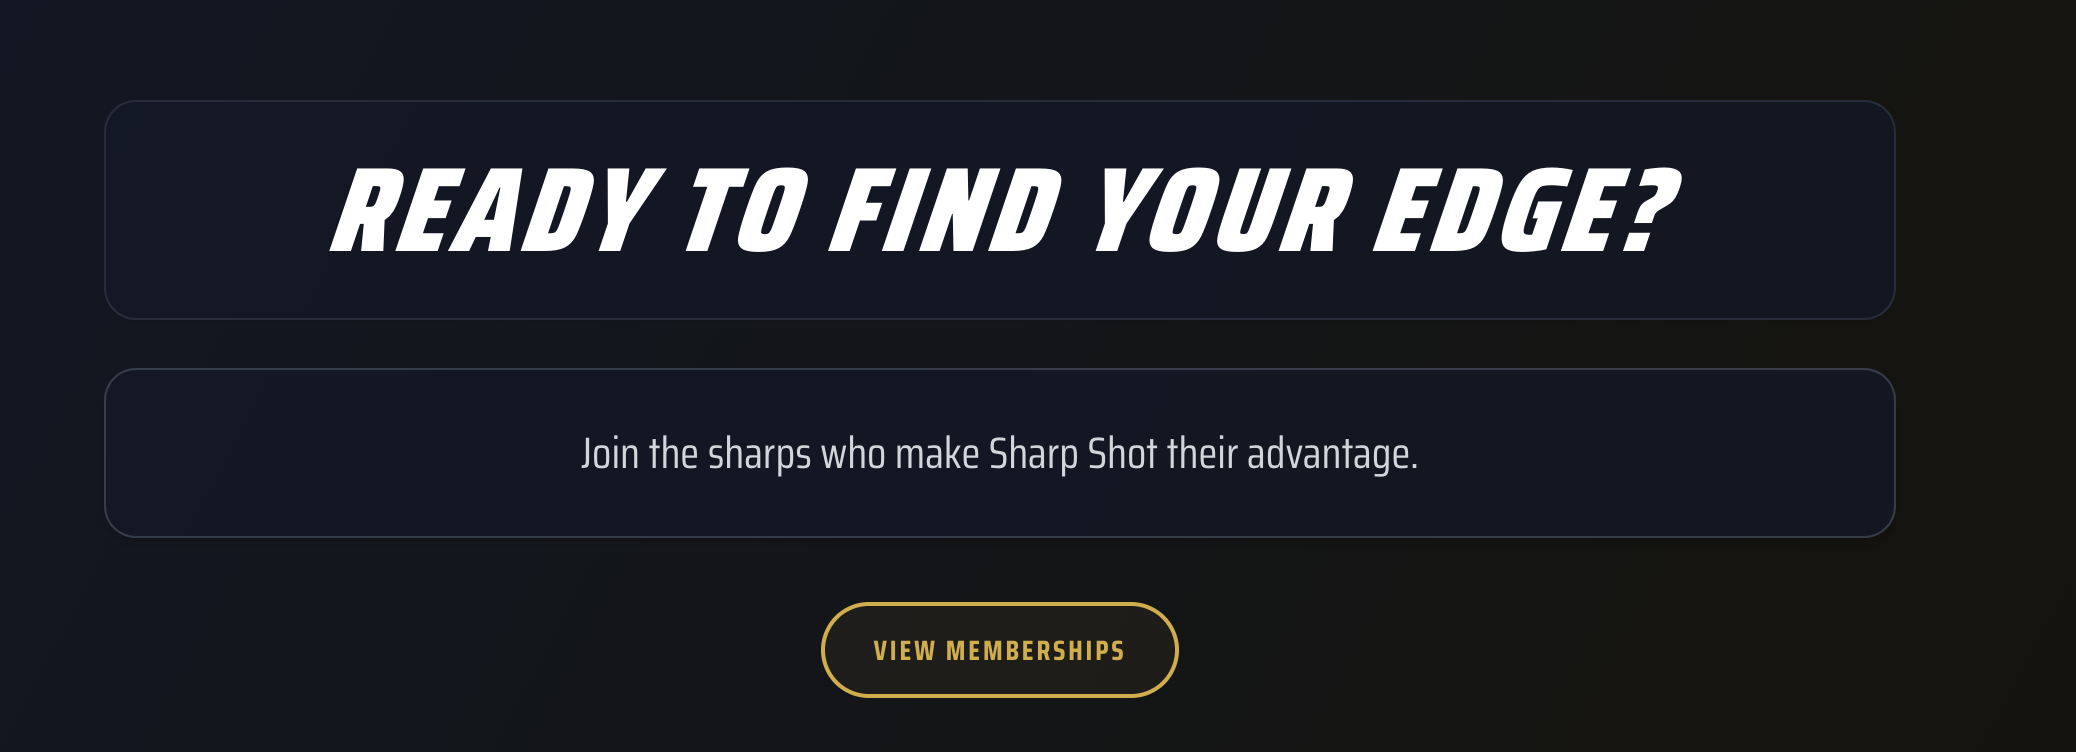 READY TO FIND YOUR EDGE?
Join the sharps who make Sharp Shot their advantage.
VIEW MEMBERSHIPS